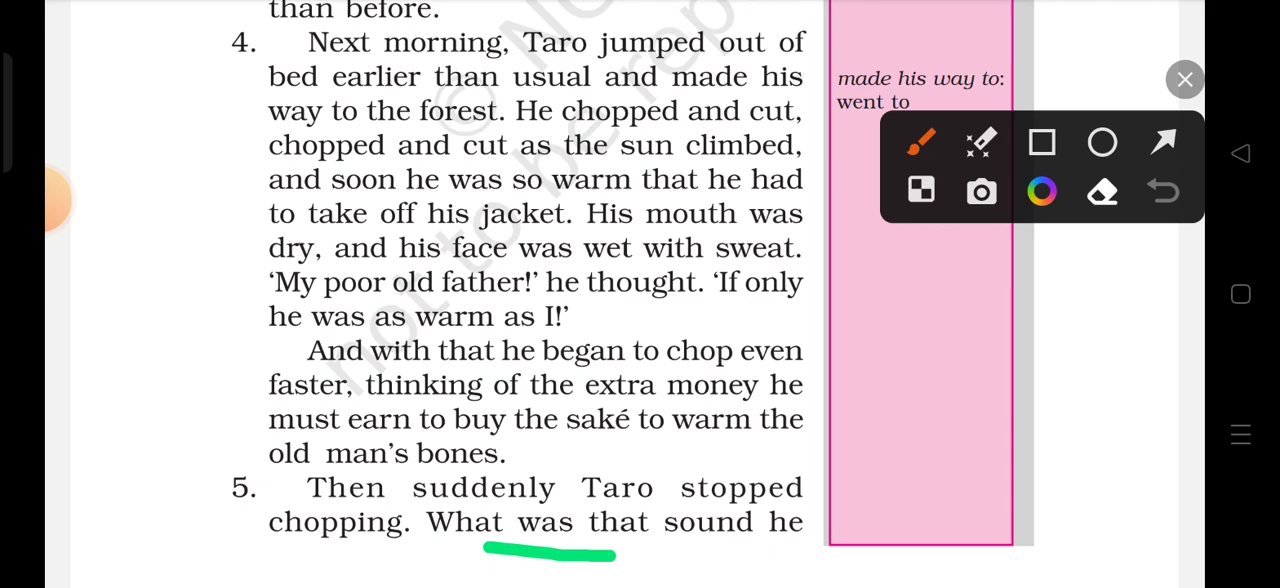 than before.
4. Next morning, Taro jumped out of
bed earlier than usual and made his
way to the forest. He chopped and cut,
chopped and cut as the sun climbed,
and soon he was so warm that he had
to take off his jacket. His mouth was
dry, and his face was wet with sweat.
‘My poor old father!’ he thought. ‘If only
he was as warm as I!’
And with that he began to chop even
faster, thinking of the extra money he
must earn to buy the saké to warm the
old man’s bones.
5. Then suddenly Taro stopped
chopping. What was that sound he
made his way to:
went to
not to be rep